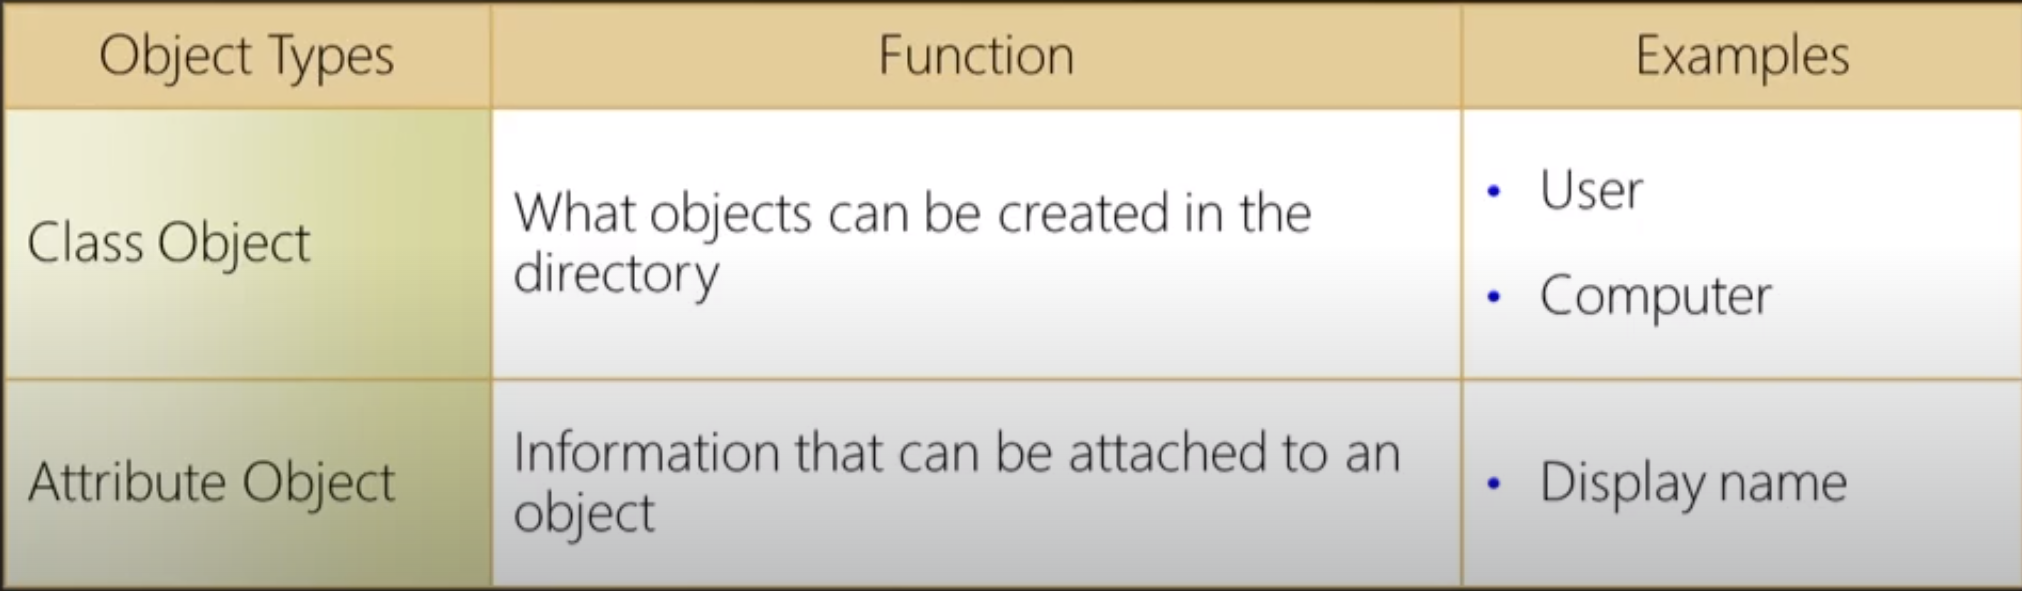 Object Types
Function
Examples
Class Object
What objects can be created in the
directory
• User
• Computer
Attribute Object
Information that can be attached to an
object
• Display name